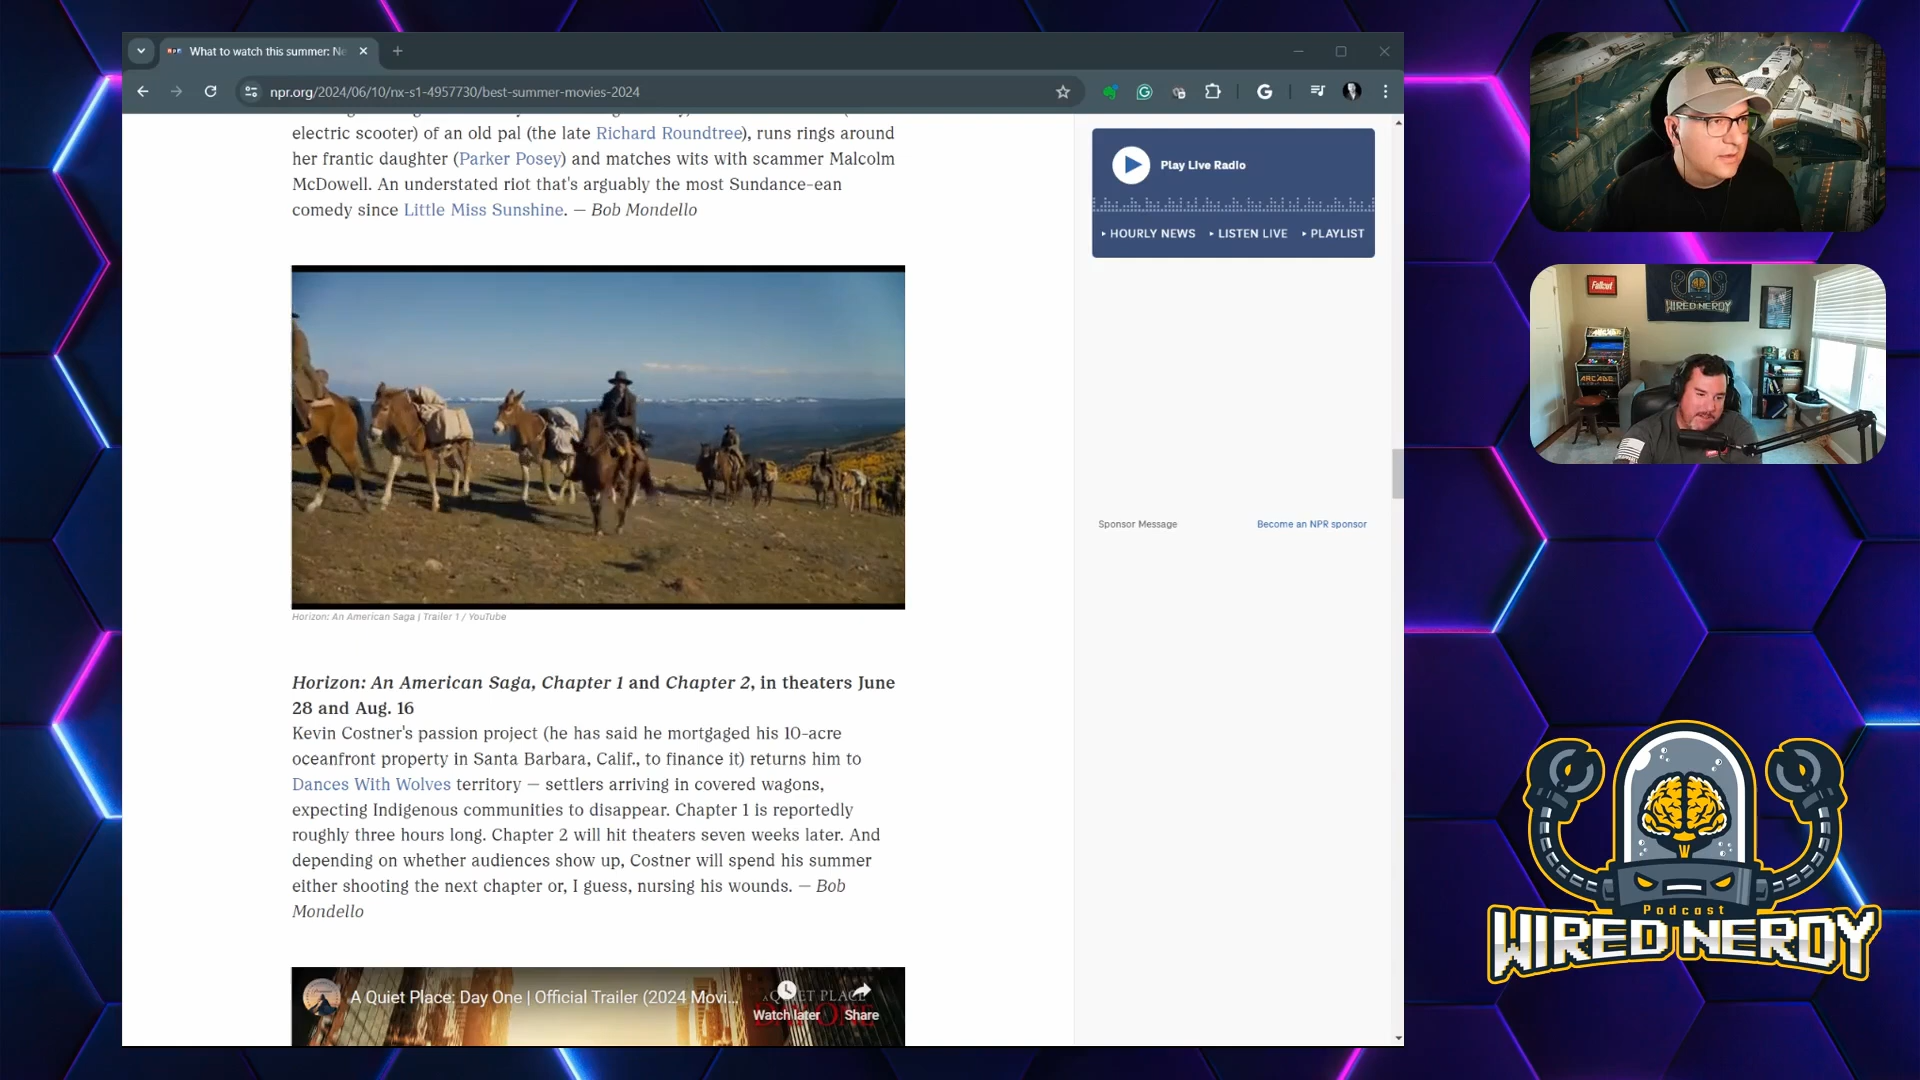 What to watch this summer: Ne
npr.org/2024/06/10/nx-s1-4957730/best-summer-movies-2024
electric scooter) of an old pal (the late Richard Roundtree), runs rings around
her frantic daughter (Parker Posey) and matches wits with scammer Malcolm
McDowell. An understated riot that's arguably the most Sundance-ean
comedy since Little Miss Sunshine. — Bob Mondello
Horizon: An American Saga | Trailer 1 / YouTube
Horizon: An American Saga, Chapter 1 and Chapter 2, in theaters June
28 and Aug. 16
Kevin Costner's passion project (he has said he mortgaged his 10-acre
oceanfront property in Santa Barbara, Calif., to finance it) returns him to
Dances With Wolves territory — settlers arriving in covered wagons,
expecting Indigenous communities to disappear. Chapter 1 is reportedly
roughly three hours long. Chapter 2 will hit theaters seven weeks later. And
depending on whether audiences show up, Costner will spend his summer
either shooting the next chapter or, I guess, nursing his wounds. — Bob
Mondello
A Quiet Place: Day One | Official Trailer (2024 Movi...
Watch later
Share
A QUIET PLACE
DAY ONE
Play Live Radio
HOURLY NEWS
LISTEN LIVE
PLAYLIST
Sponsor Message
Become an NPR sponsor
Fallout
WIRED NERDY
ARCADE
Podcast
WIRED NERDY